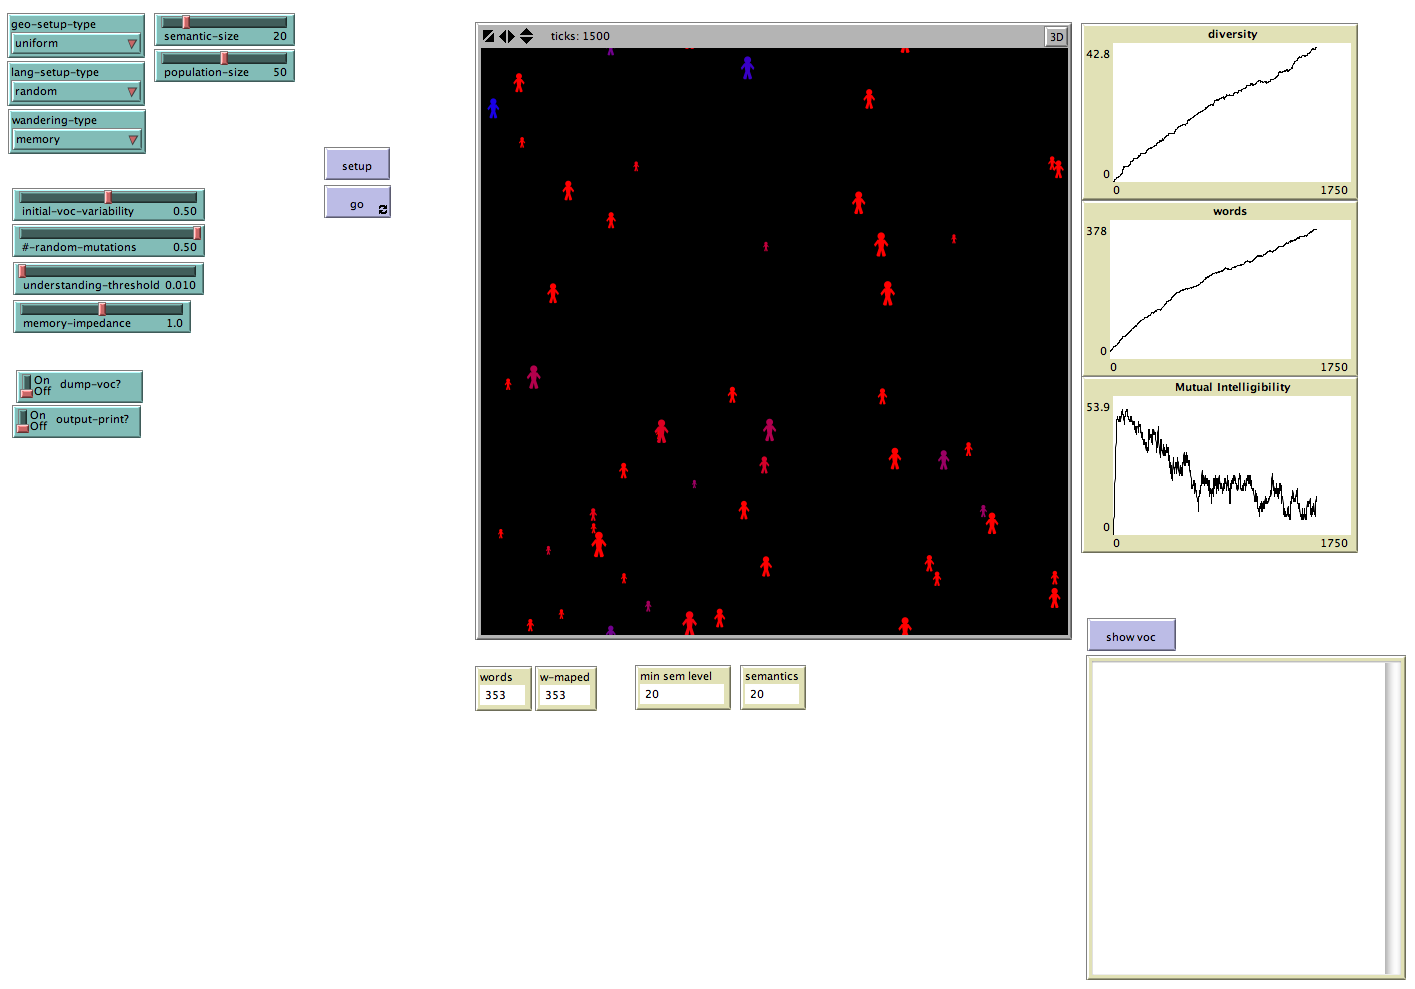 geo-setup-type
uniform
lang-setup-type
random
wandering-type
memory
semantic-size 20
population-size 50
setup
go
initial-voc-variability 0.50
#-random-mutations 0.50
understanding-threshold 0.010
memory-impedance 1.0
On
Off
dump-voc?
On
Off
output-print?
ticks: 1500
3D
words
353
w-maped
353
min sem level
20
semantics
20
diversity
42.8
0
0 1750
words
378
0
0 1750
Mutual Intelligibility
53.9
0
0 1750
show voc